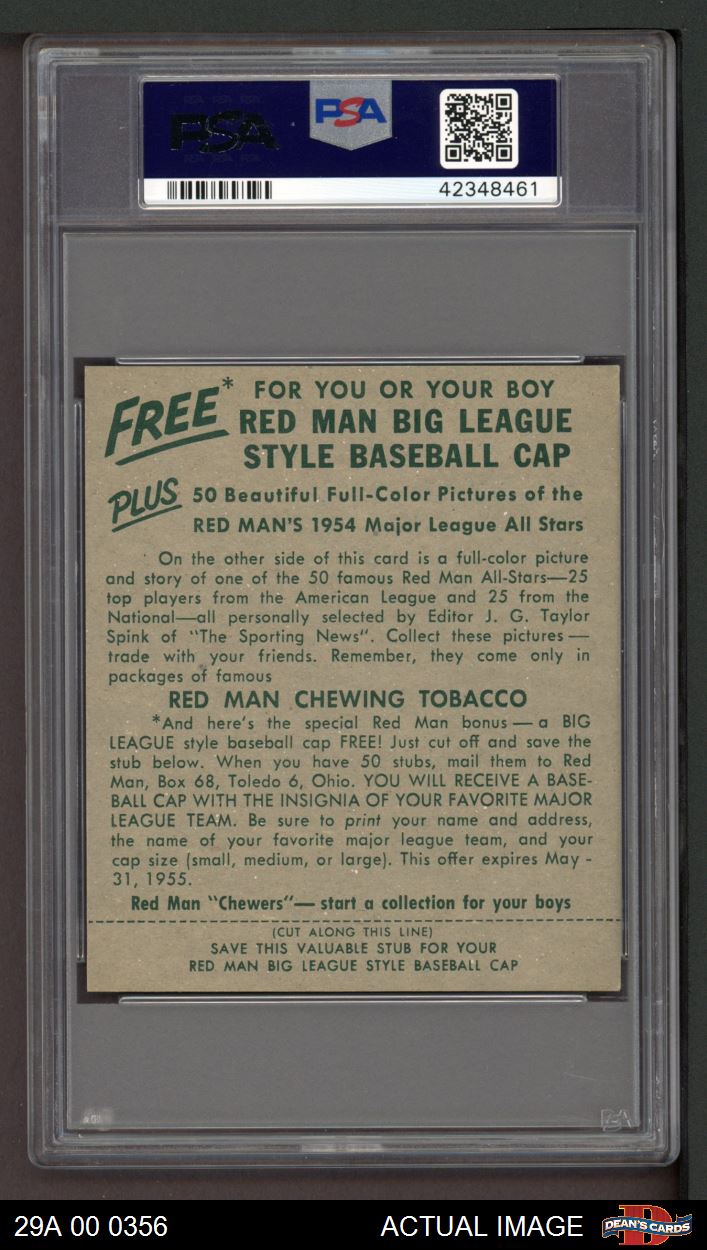 PSA
PSA
42348461
FREE* FOR YOU OR YOUR BOY
RED MAN BIG LEAGUE
STYLE BASEBALL CAP
PLUS 50 Beautiful Full-Color Pictures of the
RED MAN'S 1954 Major League All Stars
On the other side of this card is a full-color picture
and story of one of the 50 famous Red Man All-Stars—25
top players from the American League and 25 from the
National—all personally selected by Editor J. G. Taylor
Spink of "The Sporting News". Collect these pictures—
trade with your friends. Remember, they come only in
packages of famous
RED MAN CHEWING TOBACCO
*And here's the special Red Man bonus—a BIG
LEAGUE style baseball cap FREE! Just cut off and save the
stub below. When you have 50 stubs, mail them to Red
Man, Box 68, Toledo 6, Ohio. YOU WILL RECEIVE A BASE-
BALL CAP WITH THE INSIGNIA OF YOUR FAVORITE MAJOR
LEAGUE TEAM. Be sure to print your name and address,
the name of your favorite major league team, and your
cap size (small, medium, or large). This offer expires May -
31, 1955.
Red Man "Chewers"—start a collection for your boys
(CUT ALONG THIS LINE)
SAVE THIS VALUABLE STUB FOR YOUR
RED MAN BIG LEAGUE STYLE BASEBALL CAP
PSA
29A 00 0356
ACTUAL IMAGE
DEAN'S CARDS